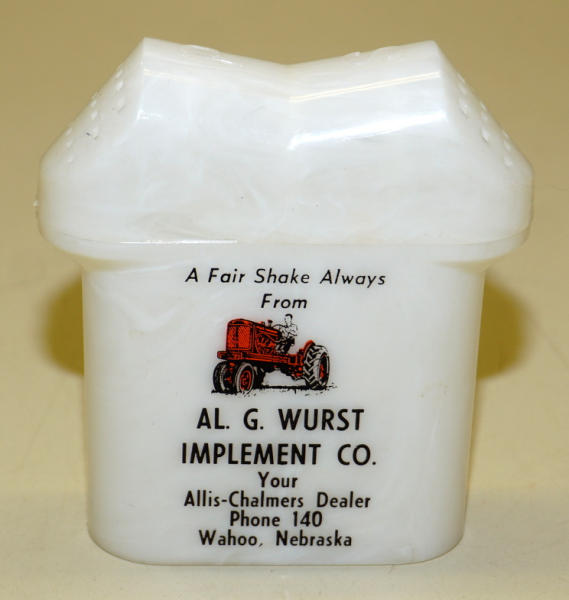 A Fair Shake Always
From
AL. G. WURST
IMPLEMENT CO.
Your
Allis-Chalmers Dealer
Phone 140
Wahoo, Nebraska